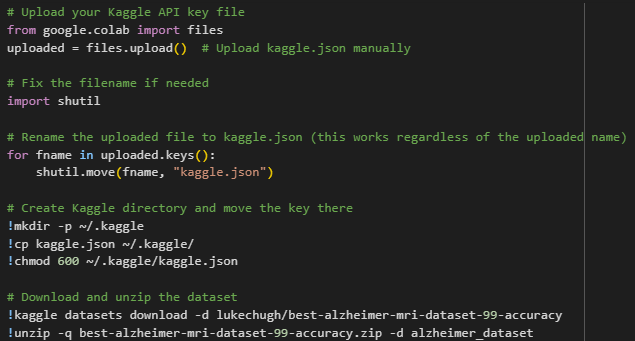 # Upload your Kaggle API key file
from google.colab import files
uploaded = files.upload()  # Upload kaggle.json manually

# Fix the filename if needed
import shutil

# Rename the uploaded file to kaggle.json (this works regardless of the uploaded name)
for fname in uploaded.keys():
    shutil.move(fname, "kaggle.json")

# Create Kaggle directory and move the key there
!mkdir -p ~/.kaggle
!cp kaggle.json ~/.kaggle/
!chmod 600 ~/.kaggle/kaggle.json

# Download and unzip the dataset
!kaggle datasets download -d lukechugh/best-alzheimer-mri-dataset-99-accuracy
!unzip -q best-alzheimer-mri-dataset-99-accuracy.zip -d alzheimer_dataset